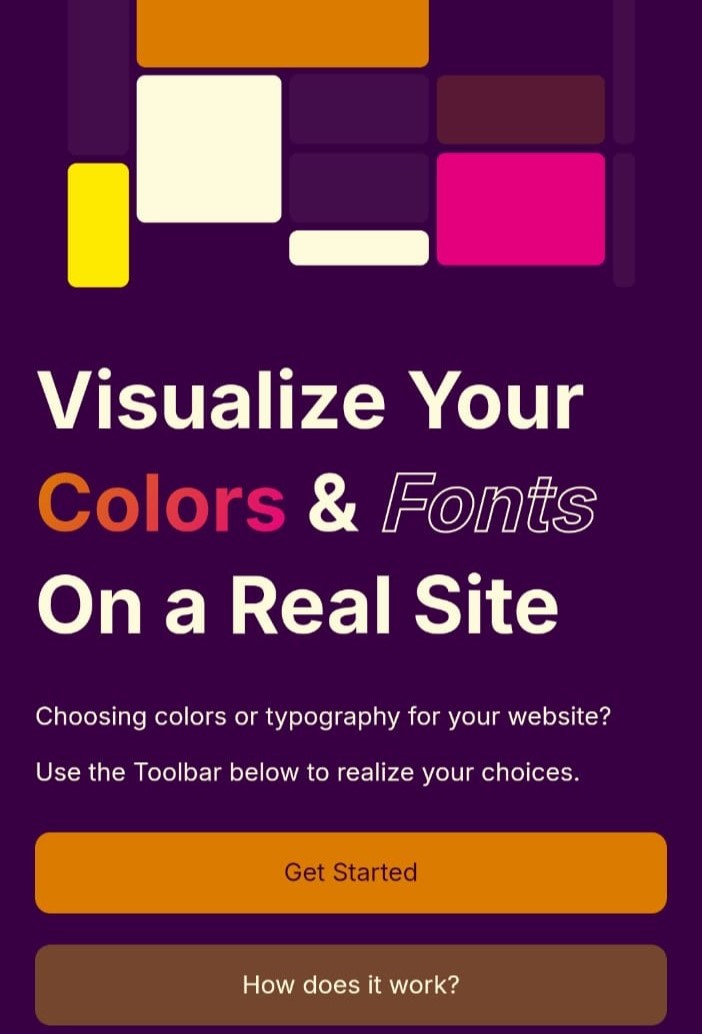 Visualize Your
Colors & Fonts
On a Real Site
Choosing colors or typography for your website?
Use the Toolbar below to realize your choices.
Get Started
How does it work?